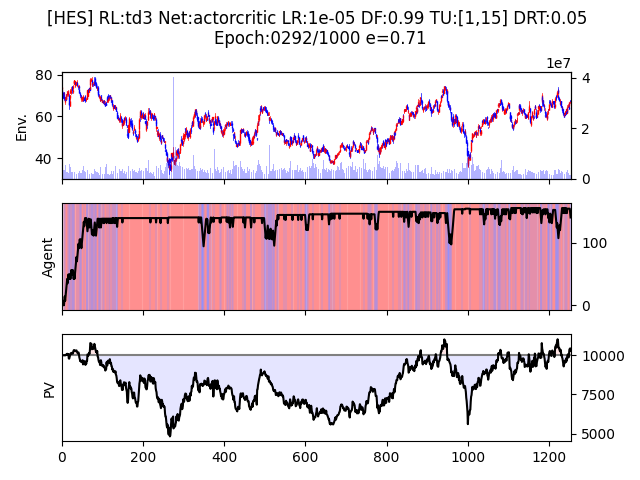 [HES] RL:td3 Net:actorcritic LR:1e-05 DF:0.99 TU:[1,15] DRT:0.05
Epoch:0292/1000 e=0.71
1e7
80
60
40
Env.
4
2
0
Agent
100
0
PV
10000
7500
5000
0 200 400 600 800 1000 1200